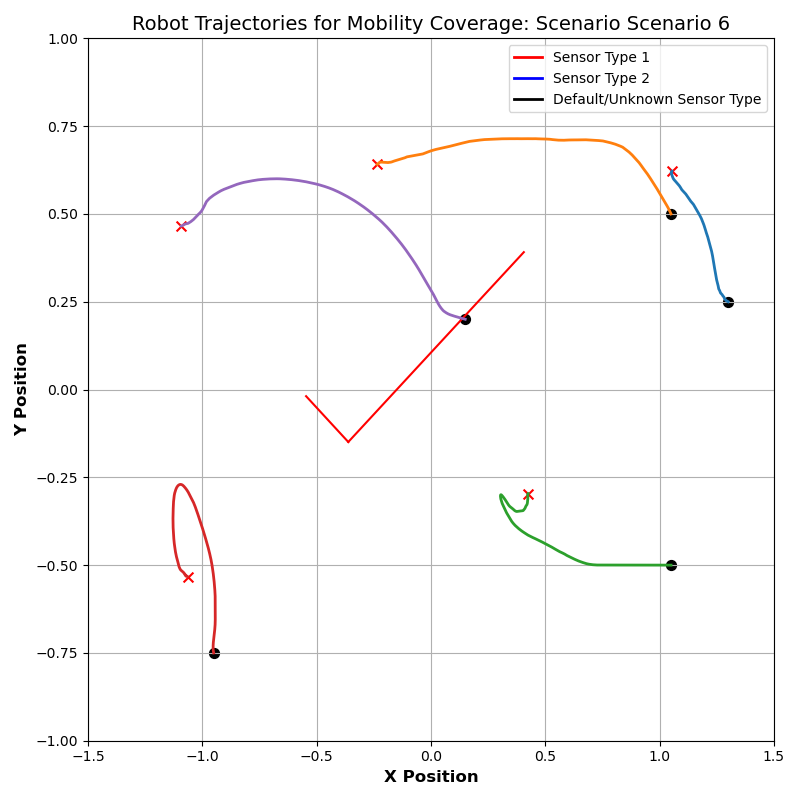 Robot Trajectories for Mobility Coverage: Scenario Scenario 6
Sensor Type 1
Sensor Type 2
Default/Unknown Sensor Type
Y Position
1.00
0.75
0.50
0.25
0.00
−0.25
−0.50
−0.75
−1.00
−1.5
−1.0
−0.5
0.0
0.5
1.0
1.5
X Position